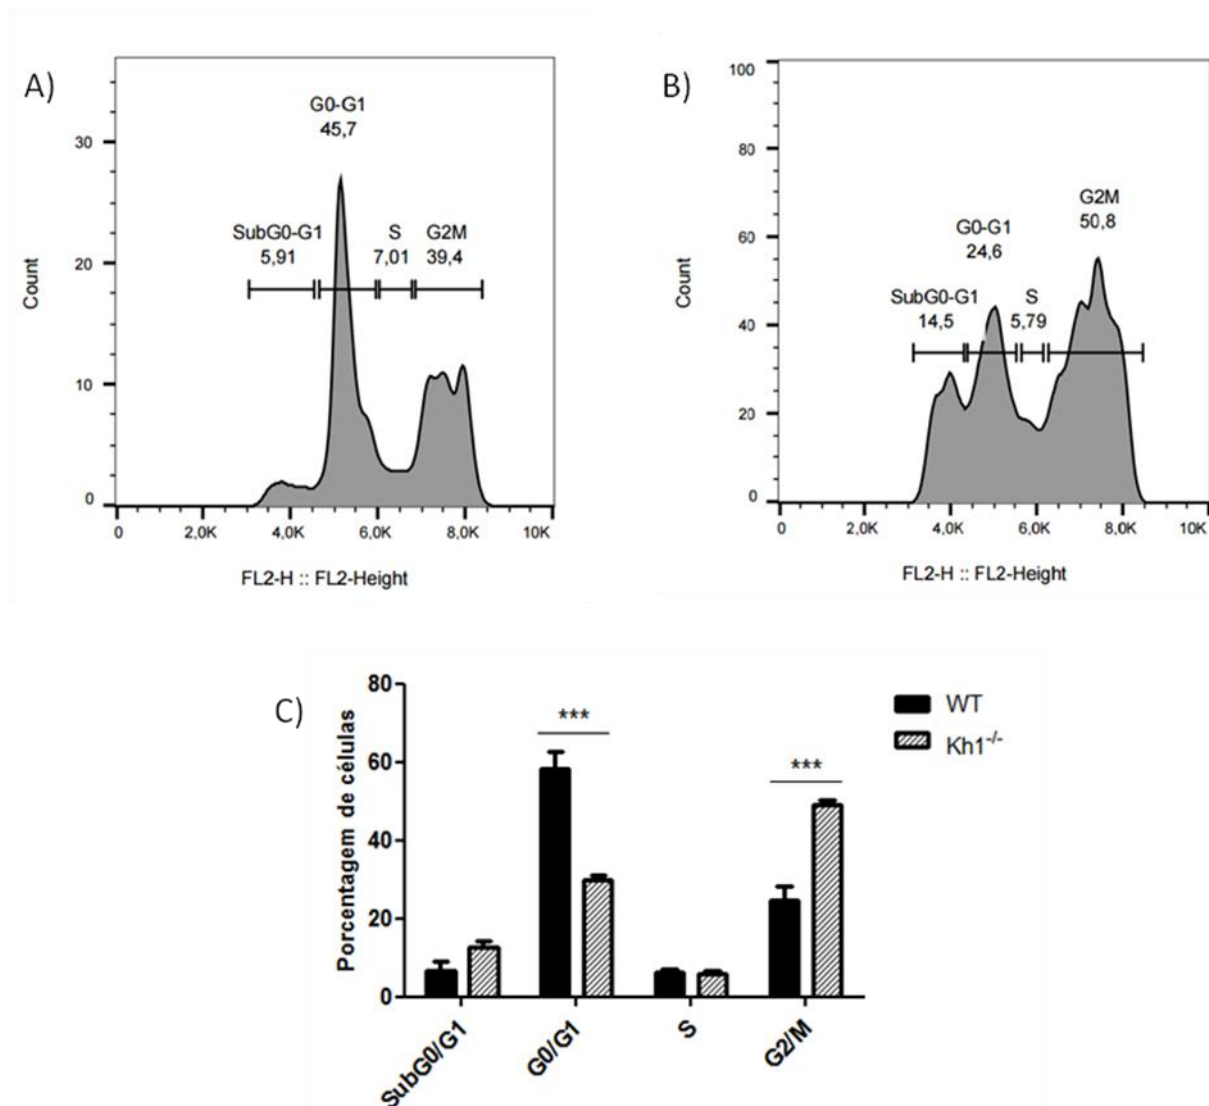 A)
G0-G1
45,7
SubG0-G1
5,91
S
7,01
G2M
39,4
Count
30
20
10
0
0 2,0K 4,0K 6,0K 8,0K 10K
FL2-H :: FL2-Height
B)
G2M
50,8
G0-G1
24,6
SubG0-G1
14,5
S
5,79
Count
100
80
60
40
20
0
0 2,0K 4,0K 6,0K 8,0K 10K
FL2-H :: FL2-Height
C)
Porcentagem de células
80
60
40
20
0
***
***
WT
Kh1-/-
SubG0/G1 G0/G1 S G2/M